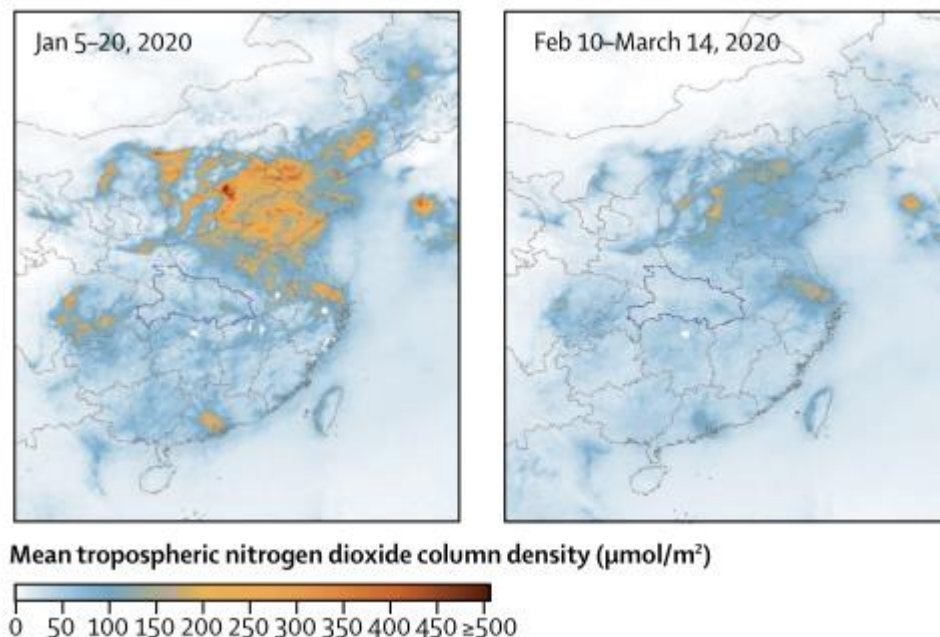 Jan 5–20, 2020
Feb 10–March 14, 2020
Mean tropospheric nitrogen dioxide column density (μmol/m²)
0 50 100 150 200 250 300 350 400 450 ≥500